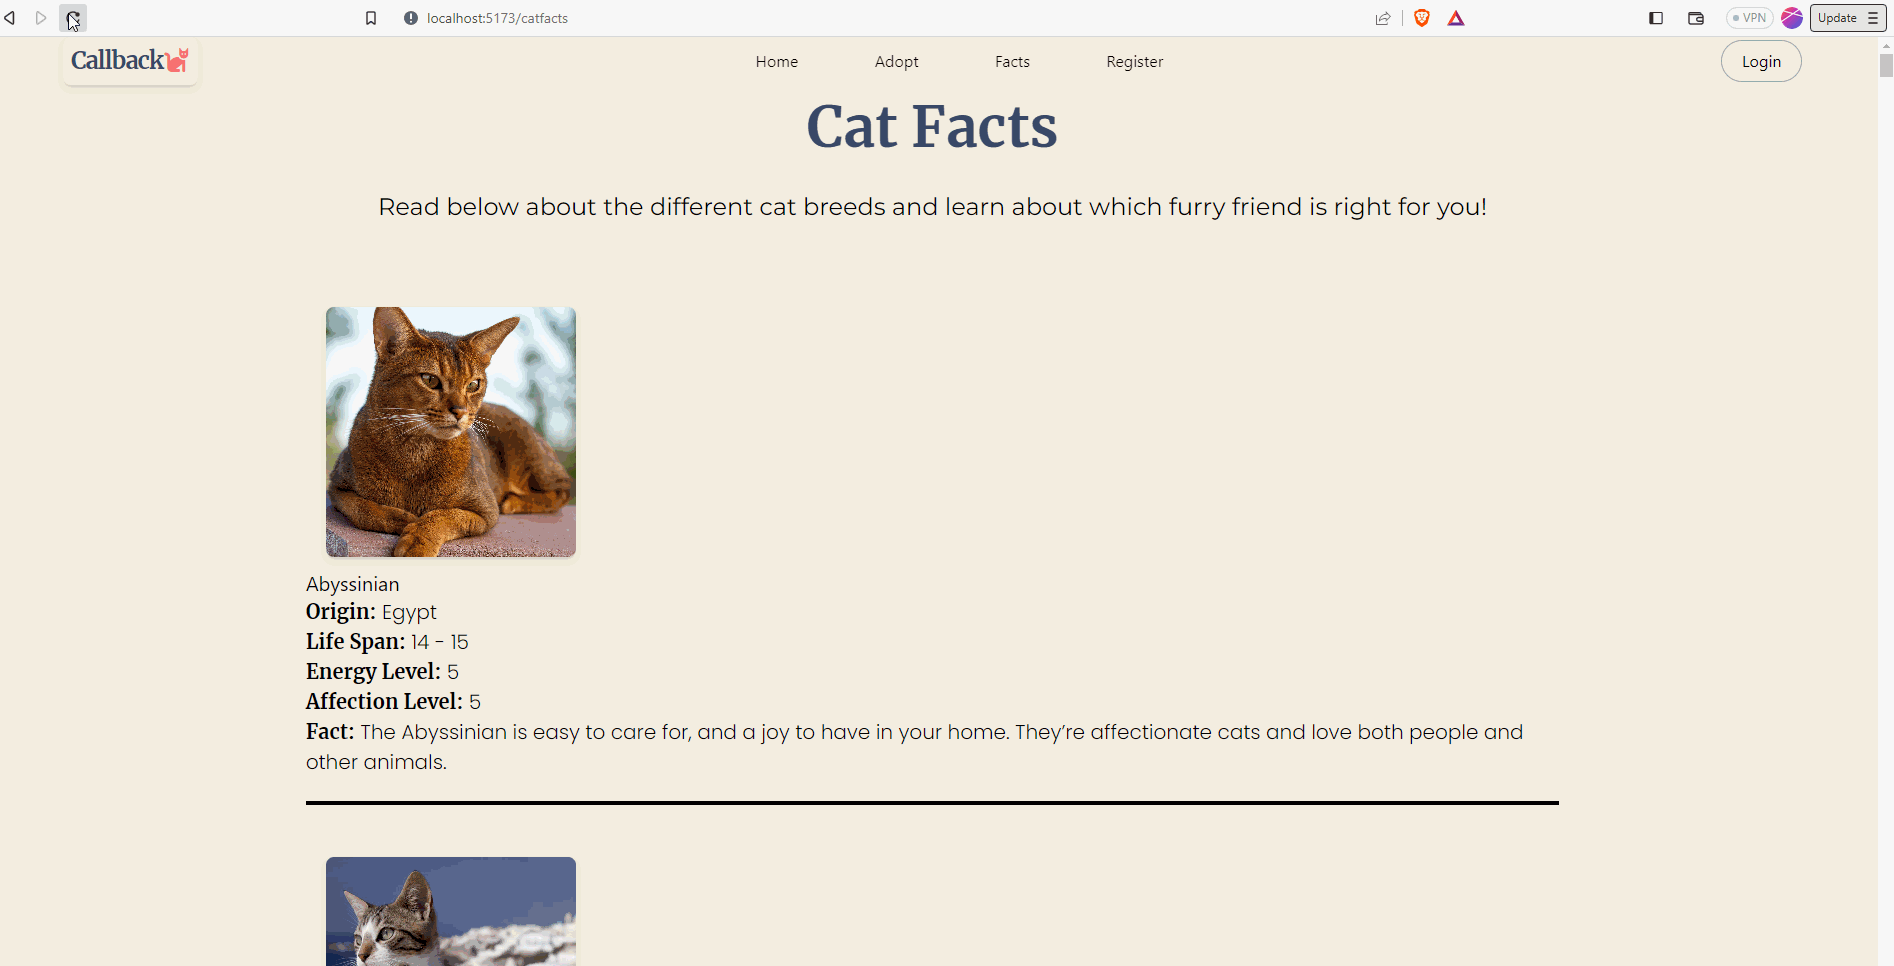 localhost:5173/catfacts
VPN
Update
Callback
Home
Adopt
Facts
Register
Login
Cat Facts
Read below about the different cat breeds and learn about which furry friend is right for you!
Abyssinian
Origin: Egypt
Life Span: 14 - 15
Energy Level: 5
Affection Level: 5
Fact: The Abyssinian is easy to care for, and a joy to have in your home. They’re affectionate cats and love both people and
other animals.